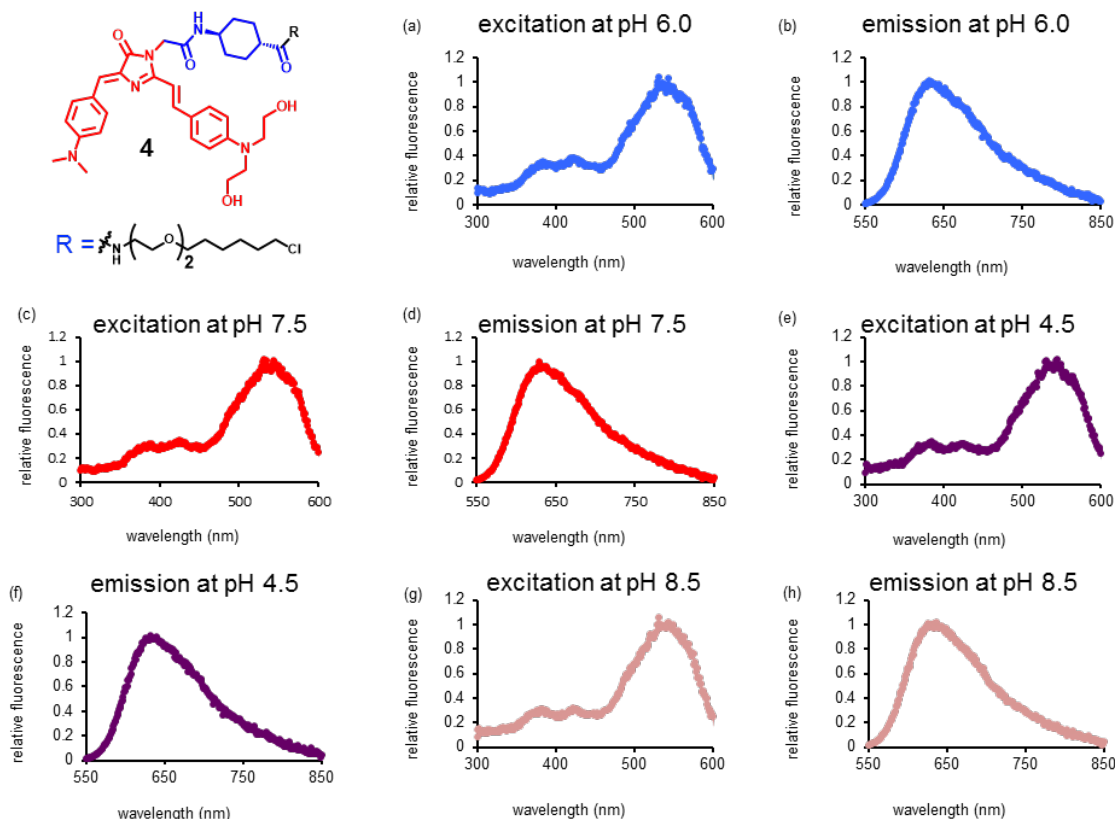 4
O
N
N
O
H
N
R
O
N
N
OH
OH
R = N H ( O ) 2 Cl
(a) excitation at pH 6.0
relative fluorescence
1.2
1
0.8
0.6
0.4
0.2
0
300 400 500 600
wavelength (nm)
(b) emission at pH 6.0
relative fluorescence
1.2
1
0.8
0.6
0.4
0.2
0
550 650 750 850
wavelength (nm)
(c) excitation at pH 7.5
relative fluorescence
1.2
1
0.8
0.6
0.4
0.2
0
300 400 500 600
wavelength (nm)
(d) emission at pH 7.5
relative fluorescence
1.2
1
0.8
0.6
0.4
0.2
0
550 650 750 850
wavelength (nm)
(e) excitation at pH 4.5
relative fluorescence
1.2
1
0.8
0.6
0.4
0.2
0
300 400 500 600
wavelength (nm)
(f) emission at pH 4.5
relative fluorescence
1.2
1
0.8
0.6
0.4
0.2
0
550 650 750 850
wavelength (nm)
(g) excitation at pH 8.5
relative fluorescence
1.2
1
0.8
0.6
0.4
0.2
0
300 400 500 600
wavelength (nm)
(h) emission at pH 8.5
relative fluorescence
1.2
1
0.8
0.6
0.4
0.2
0
550 650 750 850
wavelength (nm)